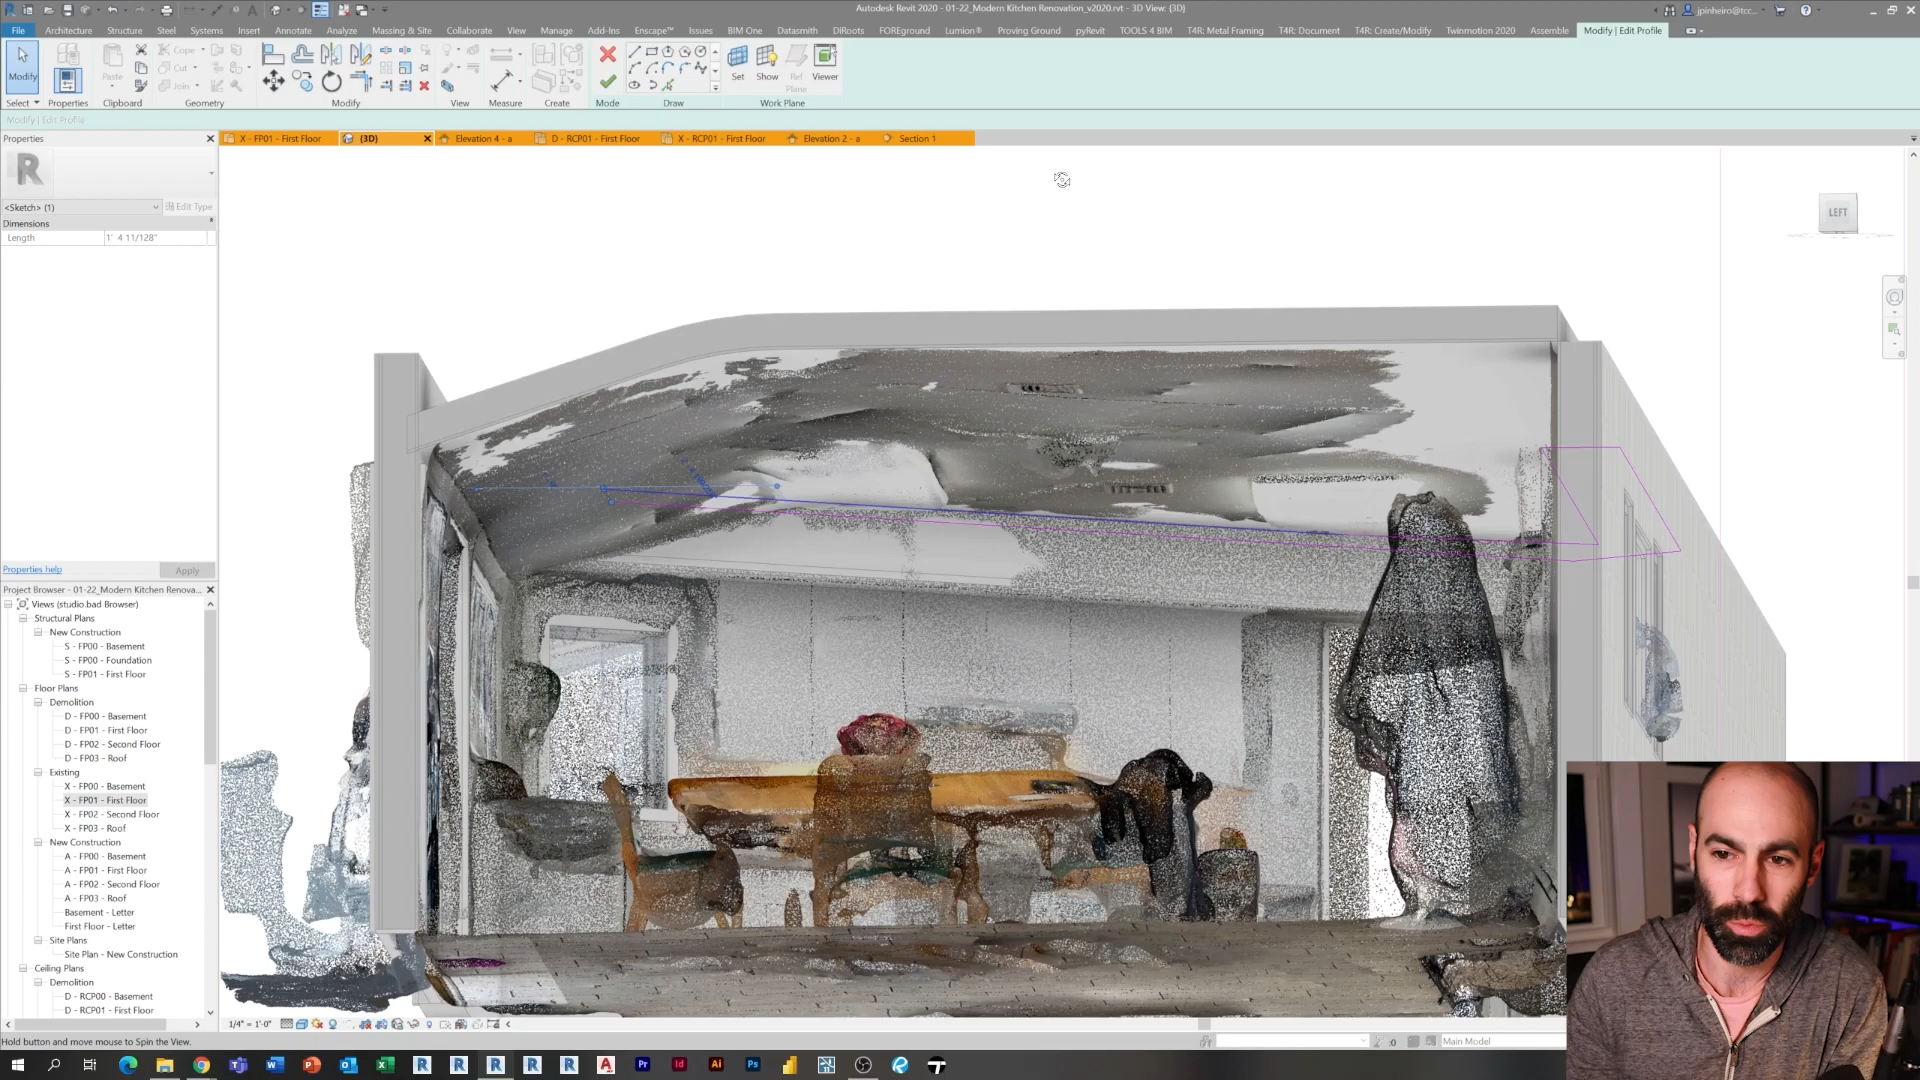 Autodesk Revit 2020 - 01-22_Modern Kitchen Renovation_v2020.rvt - 3D View: {3D}
jpinheiro@tcc...
File Architecture Structure Steel Systems Insert Annotate Analyze Massing & Site Collaborate View Manage Add-Ins Enscape™ Issues BIM One Datasmith DiRoots FOREground Lumion® Proving Ground pyRevit TOOLS 4 BIM T4R: Metal Framing T4R: Document T4R: Create/Modify Twinmotion 2020 Assemble Modify | Edit Profile
Cope
Modify Paste Cut Set Show Ref Plane Viewer
Join
Select Properties Clipboard Geometry Modify View Measure Create Mode Draw Work Plane
Modify | Edit Profile
Properties
X - FP01 - First Floor {3D} Elevation 4 - a D - RCP01 - First Floor X - RCP01 - First Floor Elevation 2 - a Section 1
R
<Sketch> (1) Edit Type
Dimensions
Length 1' 4 11/128"
LEFT
Properties help Apply
Project Browser - 01-22_Modern Kitchen Renova...
Views (studio.bad Browser)
Structural Plans
New Construction
S - FP00 - Basement
S - FP00 - Foundation
S - FP01 - First Floor
Floor Plans
Demolition
D - FP00 - Basement
D - FP01 - First Floor
D - FP02 - Second Floor
D - FP03 - Roof
Existing
X - FP00 - Basement
X - FP01 - First Floor
X - FP02 - Second Floor
X - FP03 - Roof
New Construction
A - FP00 - Basement
A - FP01 - First Floor
A - FP02 - Second Floor
A - FP03 - Roof
Basement - Letter
First Floor - Letter
Site Plans
Site Plan - New Construction
Ceiling Plans
Demolition
D - RCP00 - Basement
D - RCP01 - First Floor
1/4" = 1'-0"
Hold button and move mouse to Spin the View.
:0 Main Model